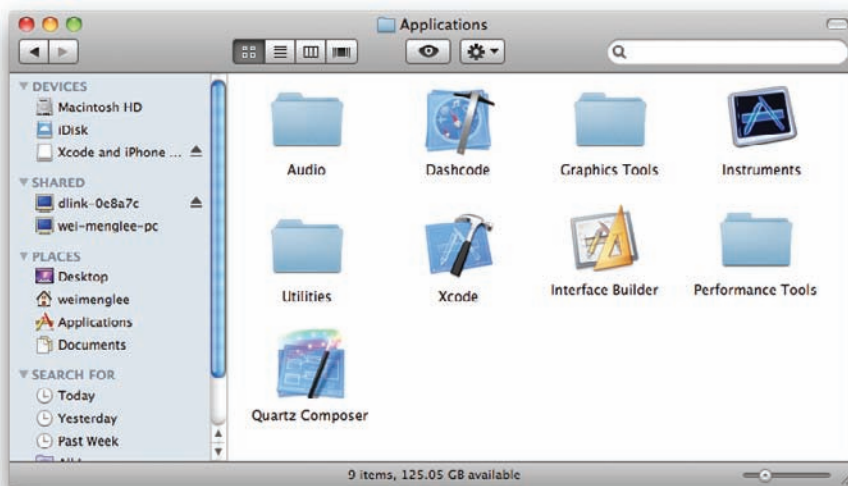 Applications
DEVICES
Macintosh HD
iDisk
Xcode and iPhone ...
SHARED
dlink-0e8a7c
wei-menglee-pc
PLACES
Desktop
weimenglee
Applications
Documents
SEARCH FOR
Today
Yesterday
Past Week
Audio
Dashcode
Graphics Tools
Instruments
Utilities
Xcode
Interface Builder
Performance Tools
Quartz Composer
9 items, 125.05 GB available